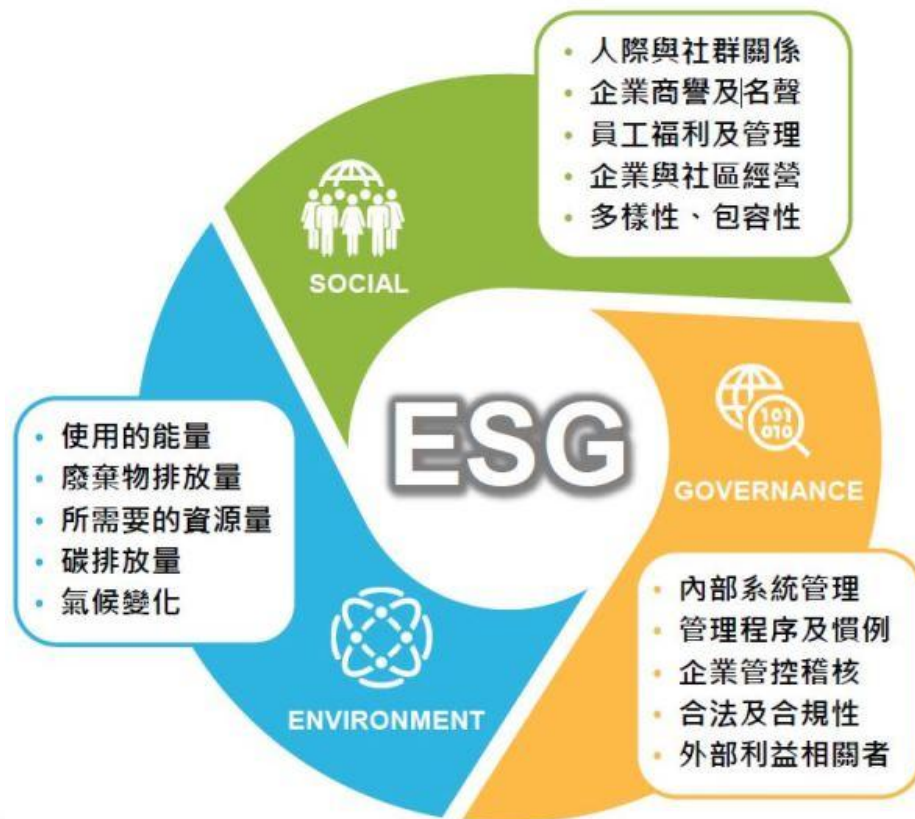 • 人際與社群關係
• 企業商譽及名聲
• 員工福利及管理
• 企業與社區經營
• 多樣性、包容性
SOCIAL
ESG
101
010
GOVERNANCE
• 使用的能量
• 廢棄物排放量
• 所需要的資源量
• 碳排放量
• 氣候變化
ENVIRONMENT
• 內部系統管理
• 管理程序及慣例
• 企業管控稽核
• 合法及合規性
• 外部利益相關者